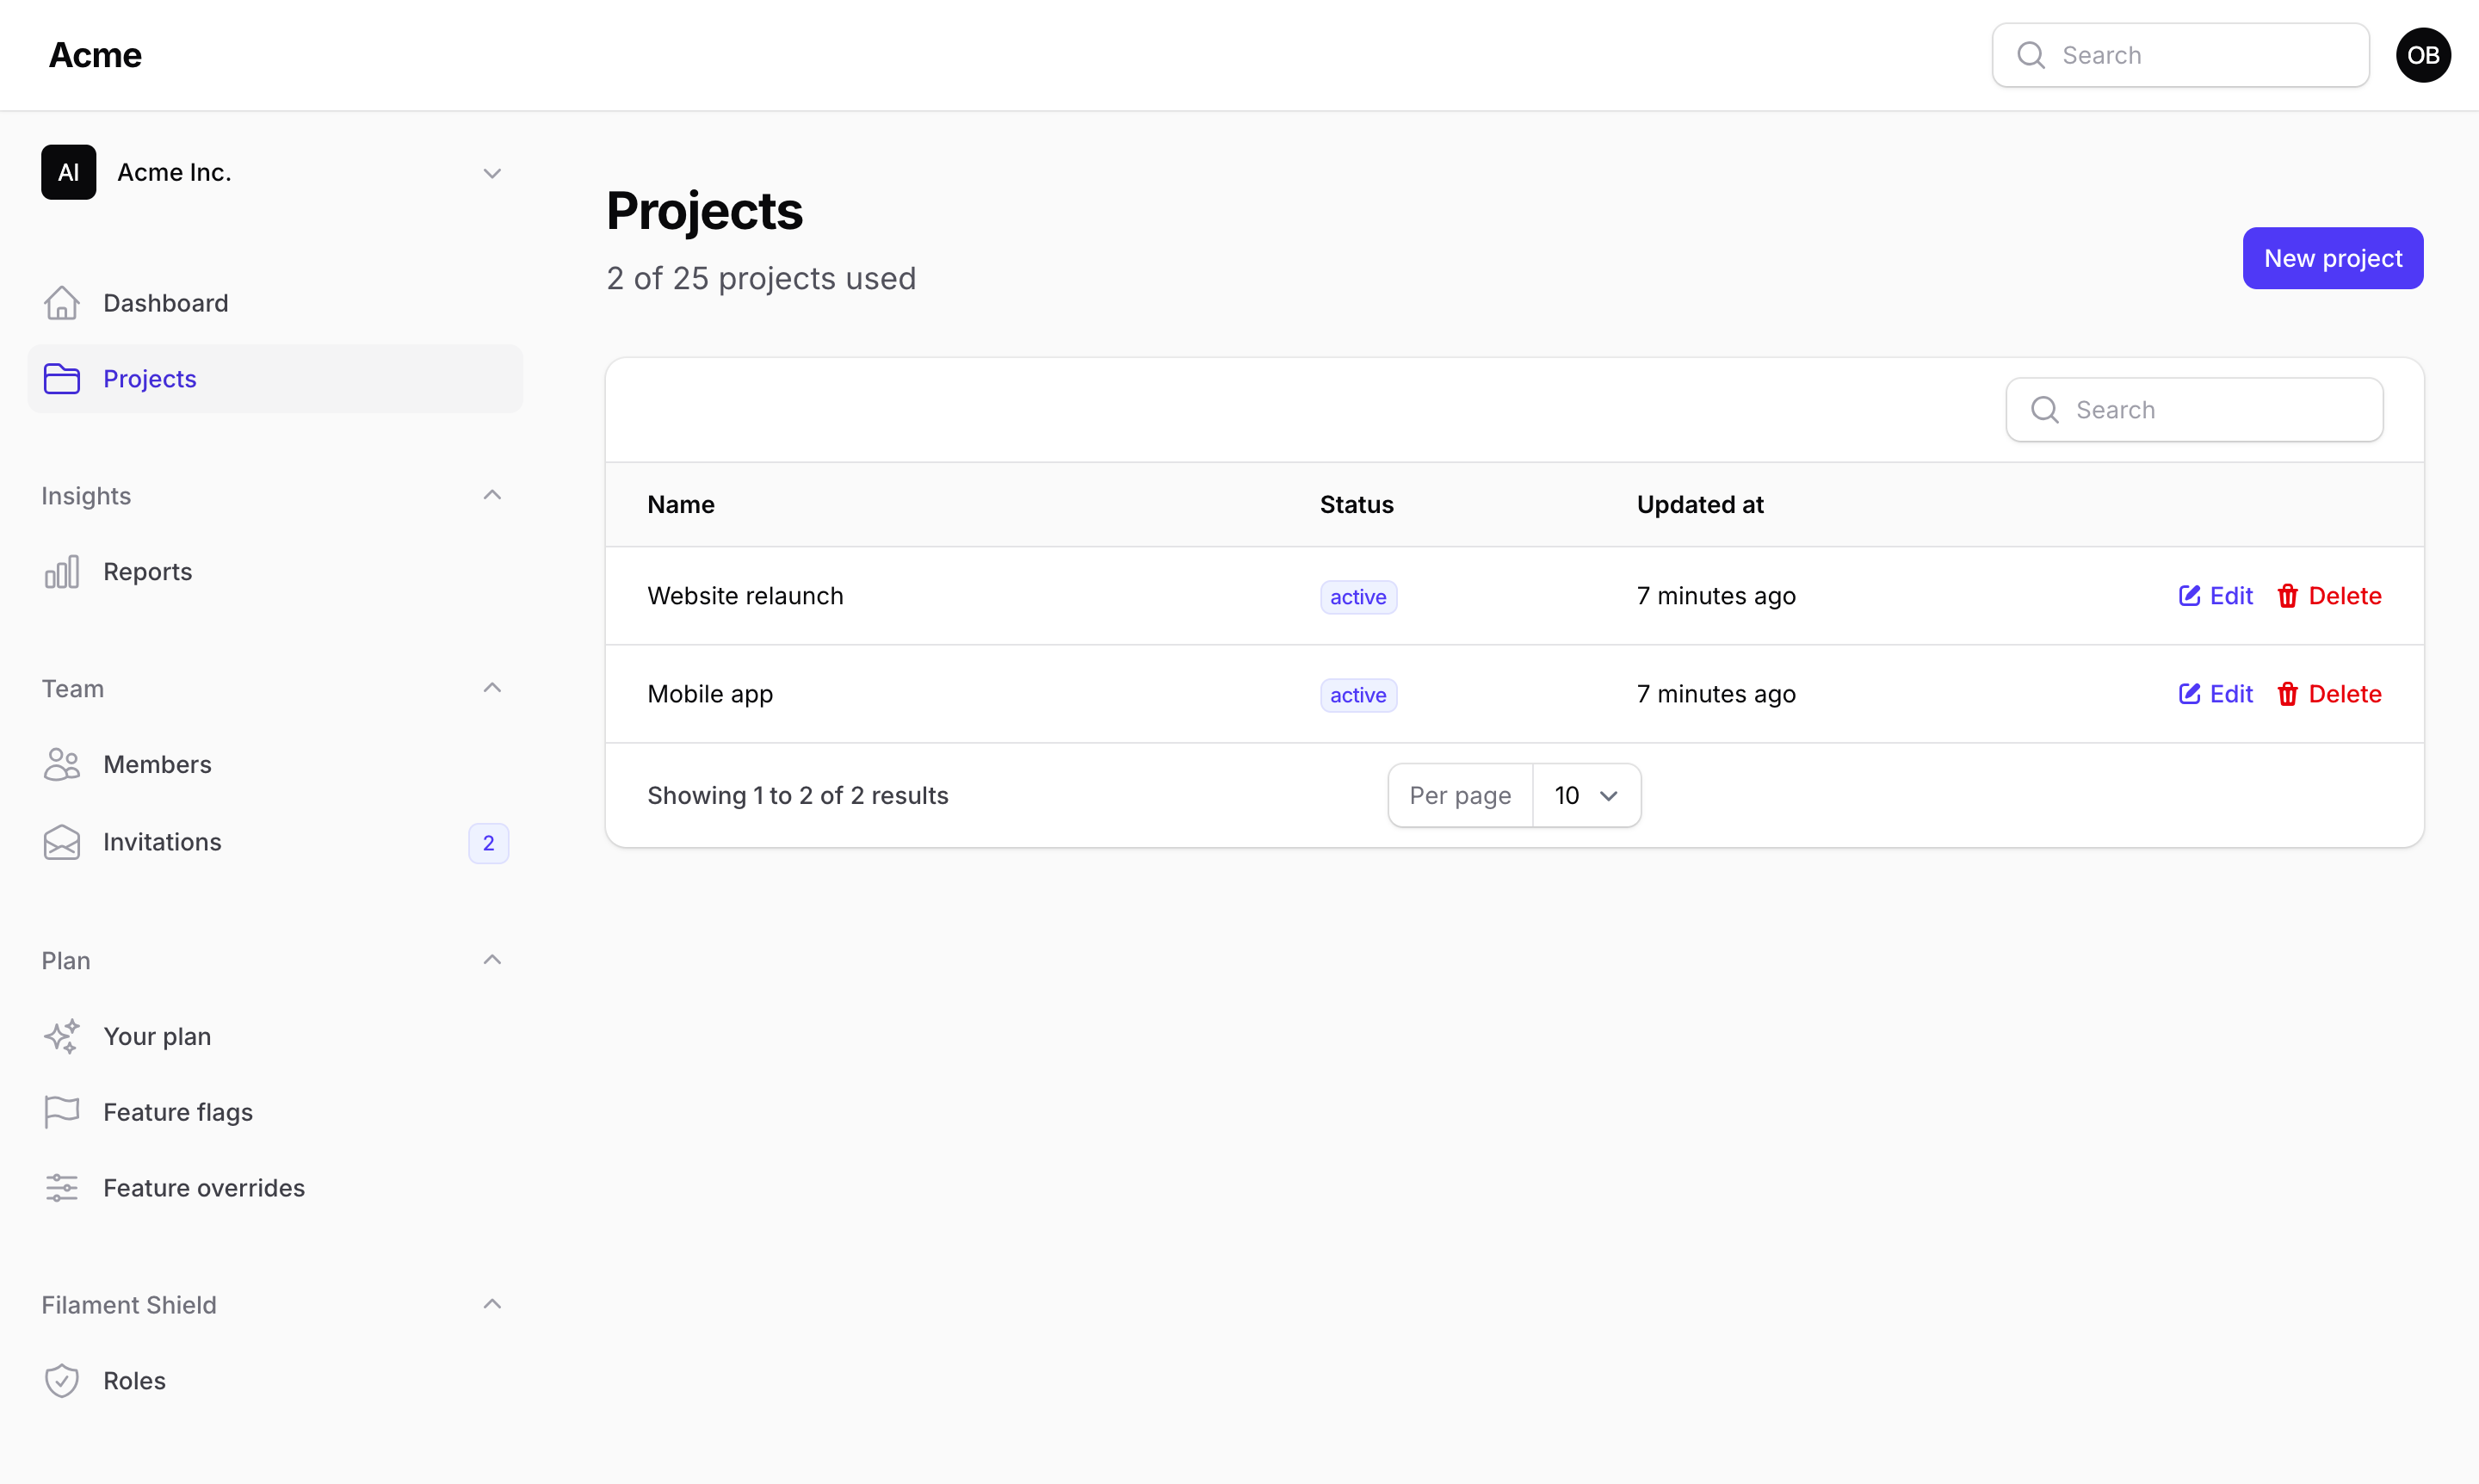 Acme
Search
OB
AI
Acme Inc.
Dashboard
Projects
Insights
Reports
Team
Members
Invitations 2
Plan
Your plan
Feature flags
Feature overrides
Filament Shield
Roles
Projects
2 of 25 projects used
New project
Search
Name Status Updated at
Website relaunch active 7 minutes ago Edit Delete
Mobile app active 7 minutes ago Edit Delete
Showing 1 to 2 of 2 results Per page 10